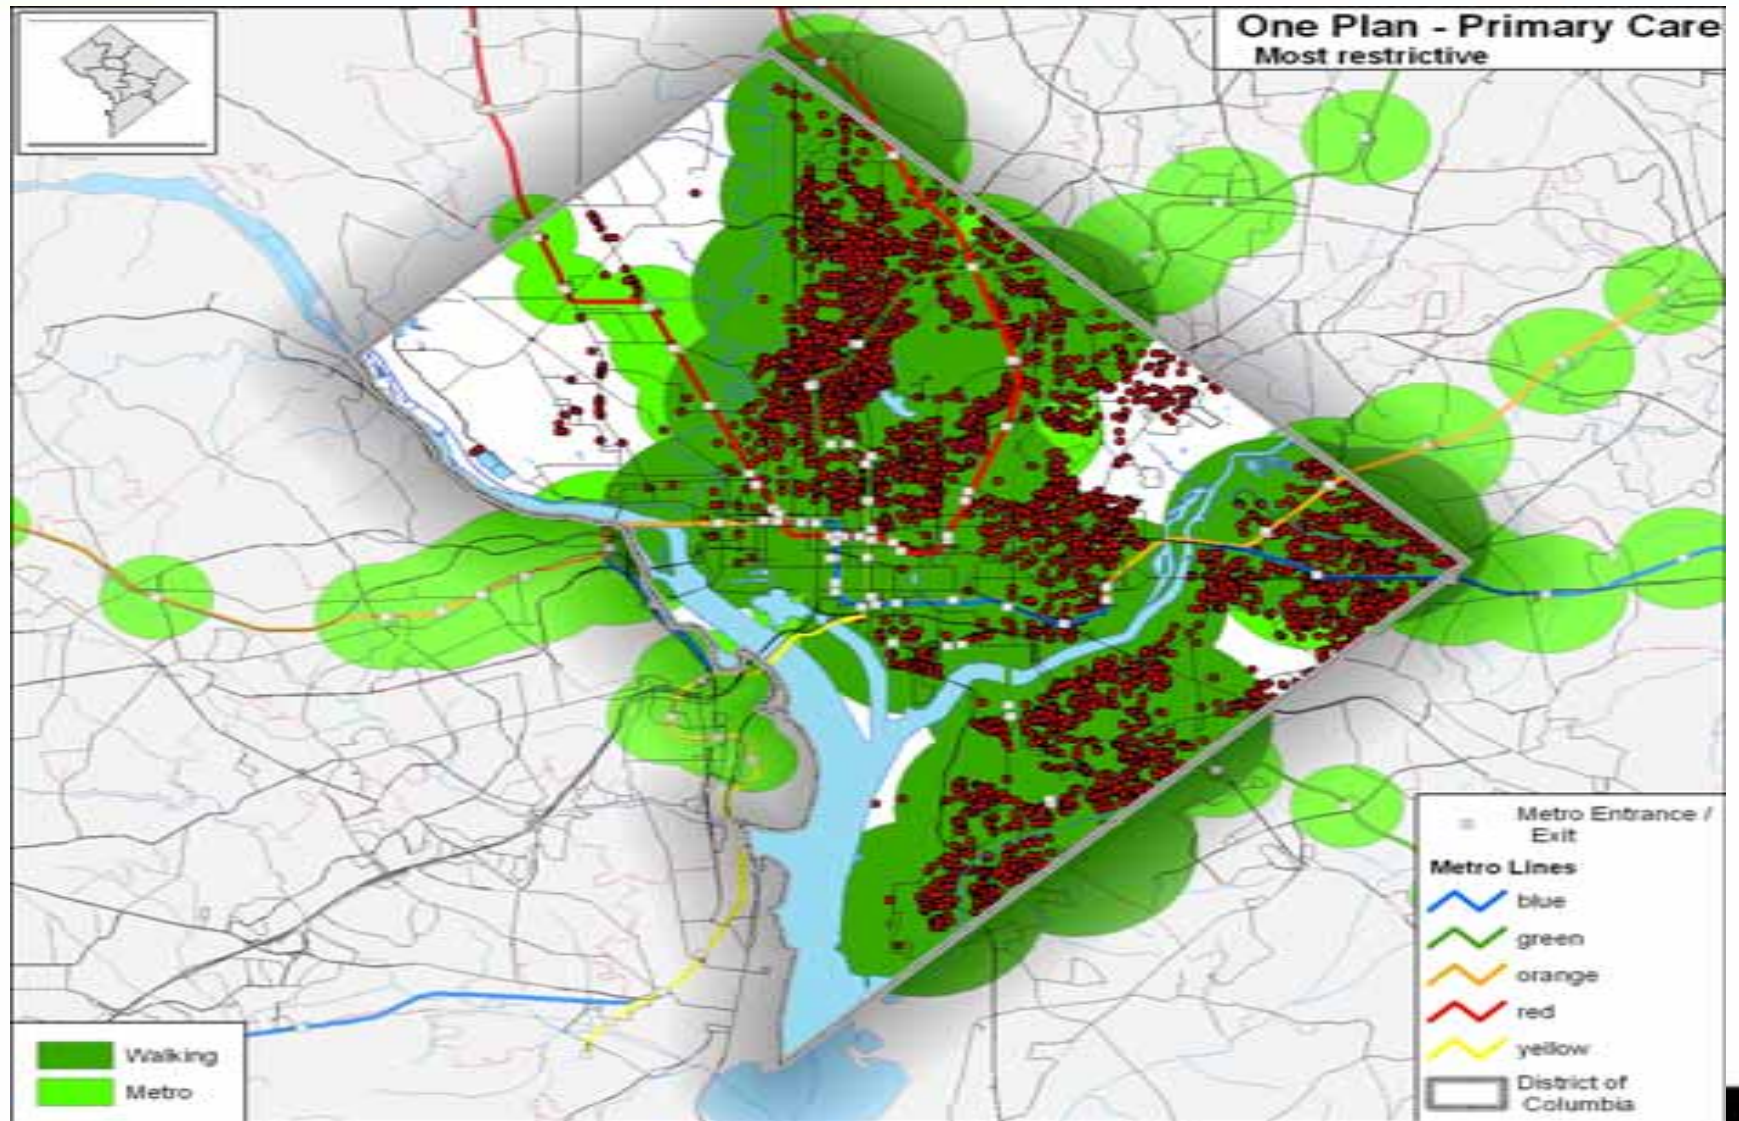 One Plan - Primary Care
Most restrictive
Metro Entrance /
Exit
Metro Lines
blue
green
orange
red
yellow
District of
Columbia
Walking
Metro